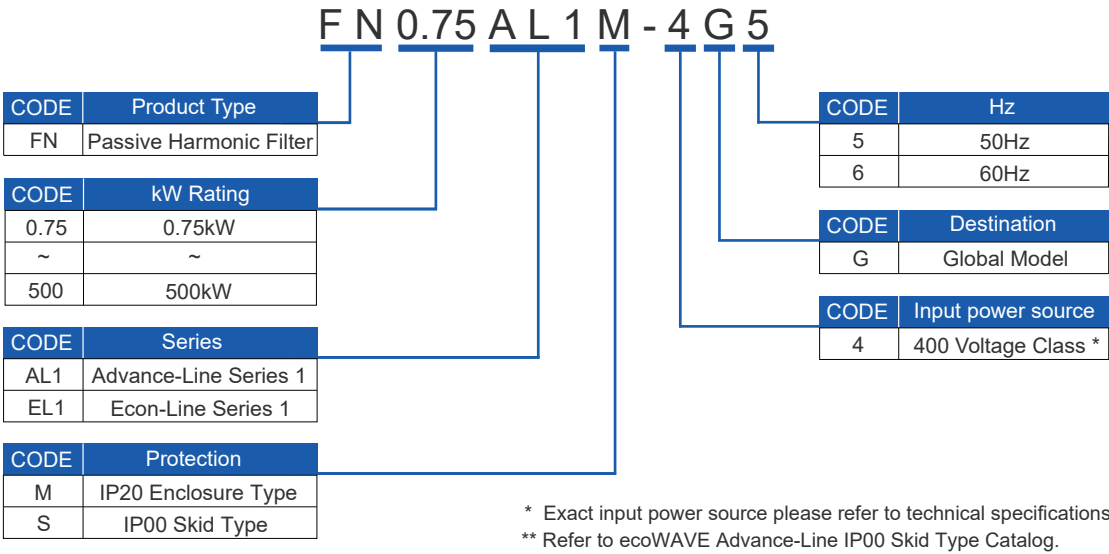 FN0.75AL1M-4G5
CODE Product Type
FN Passive Harmonic Filter
CODE kW Rating
0.75 0.75kW
~ ~
500 500kW
CODE Series
AL1 Advance-Line Series 1
EL1 Econ-Line Series 1
CODE Protection
M IP20 Enclosure Type
S IP00 Skid Type
CODE Hz
5 50Hz
6 60Hz
CODE Destination
G Global Model
CODE Input power source
4 400 Voltage Class *
* Exact input power source please refer to technical specifications
** Refer to ecoWAVE Advance-Line IP00 Skid Type Catalog.